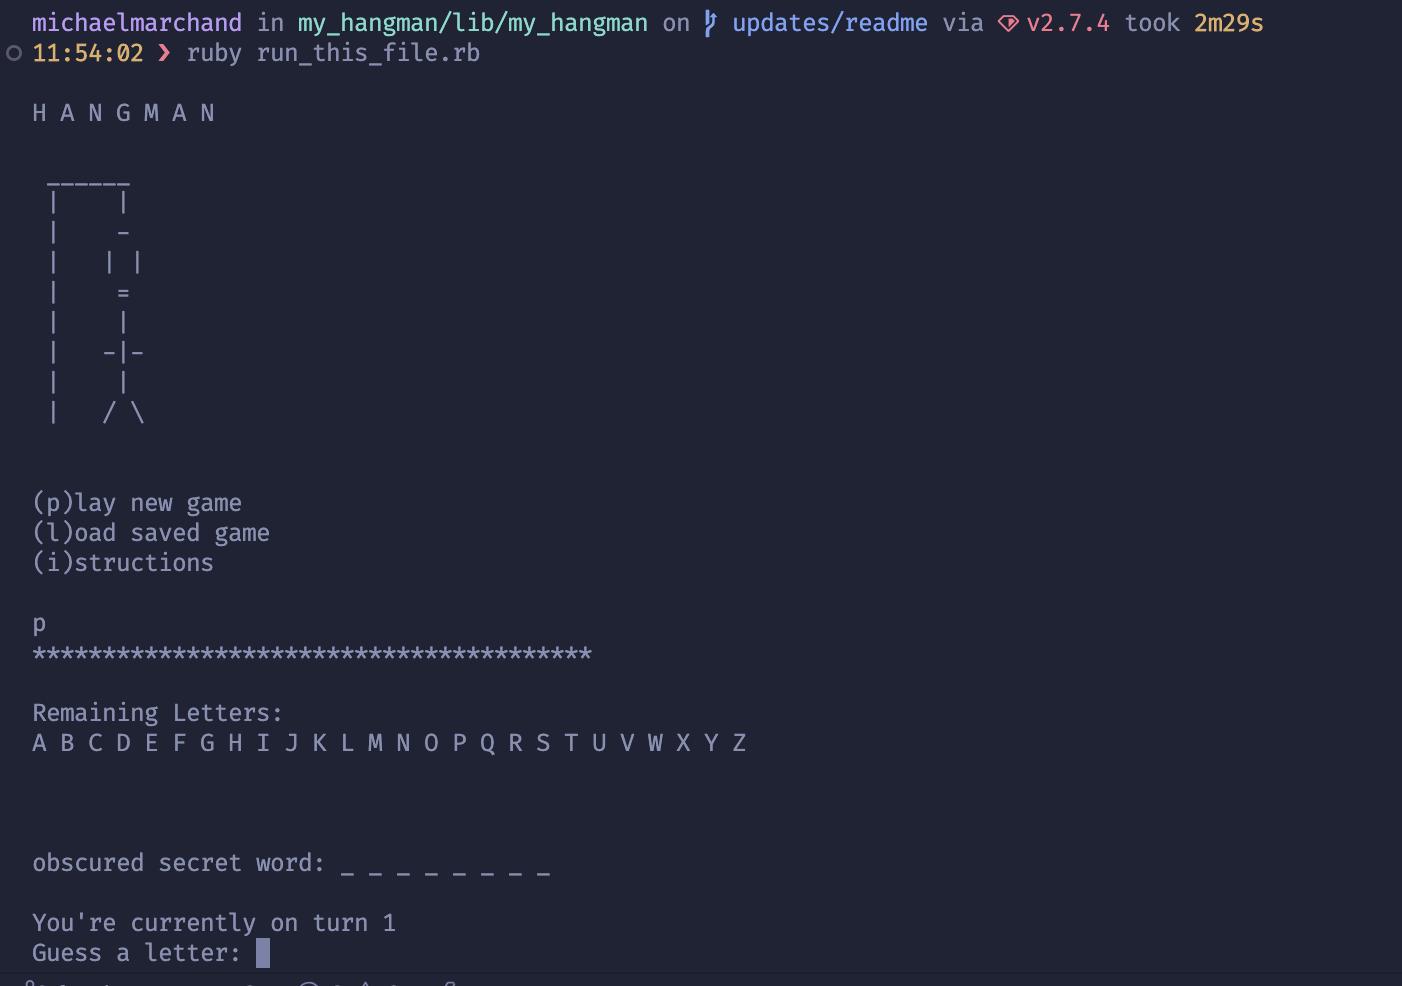 michaelmarchand in my_hangman/lib/my_hangman on updates/readme via v2.7.4 took 2m29s
11:54:02 ❯ ruby run_this_file.rb
H A N G M A N
 ______
 |    |
 |    -
 |   | |
 |    =
 |    |
 |   -|-
 |    |
 |   / \
(p)lay new game
(l)oad saved game
(i)structions
p
****************************************
Remaining Letters:
A B C D E F G H I J K L M N O P Q R S T U V W X Y Z
obscured secret word: _ _ _ _ _ _ _ _
You're currently on turn 1
Guess a letter: